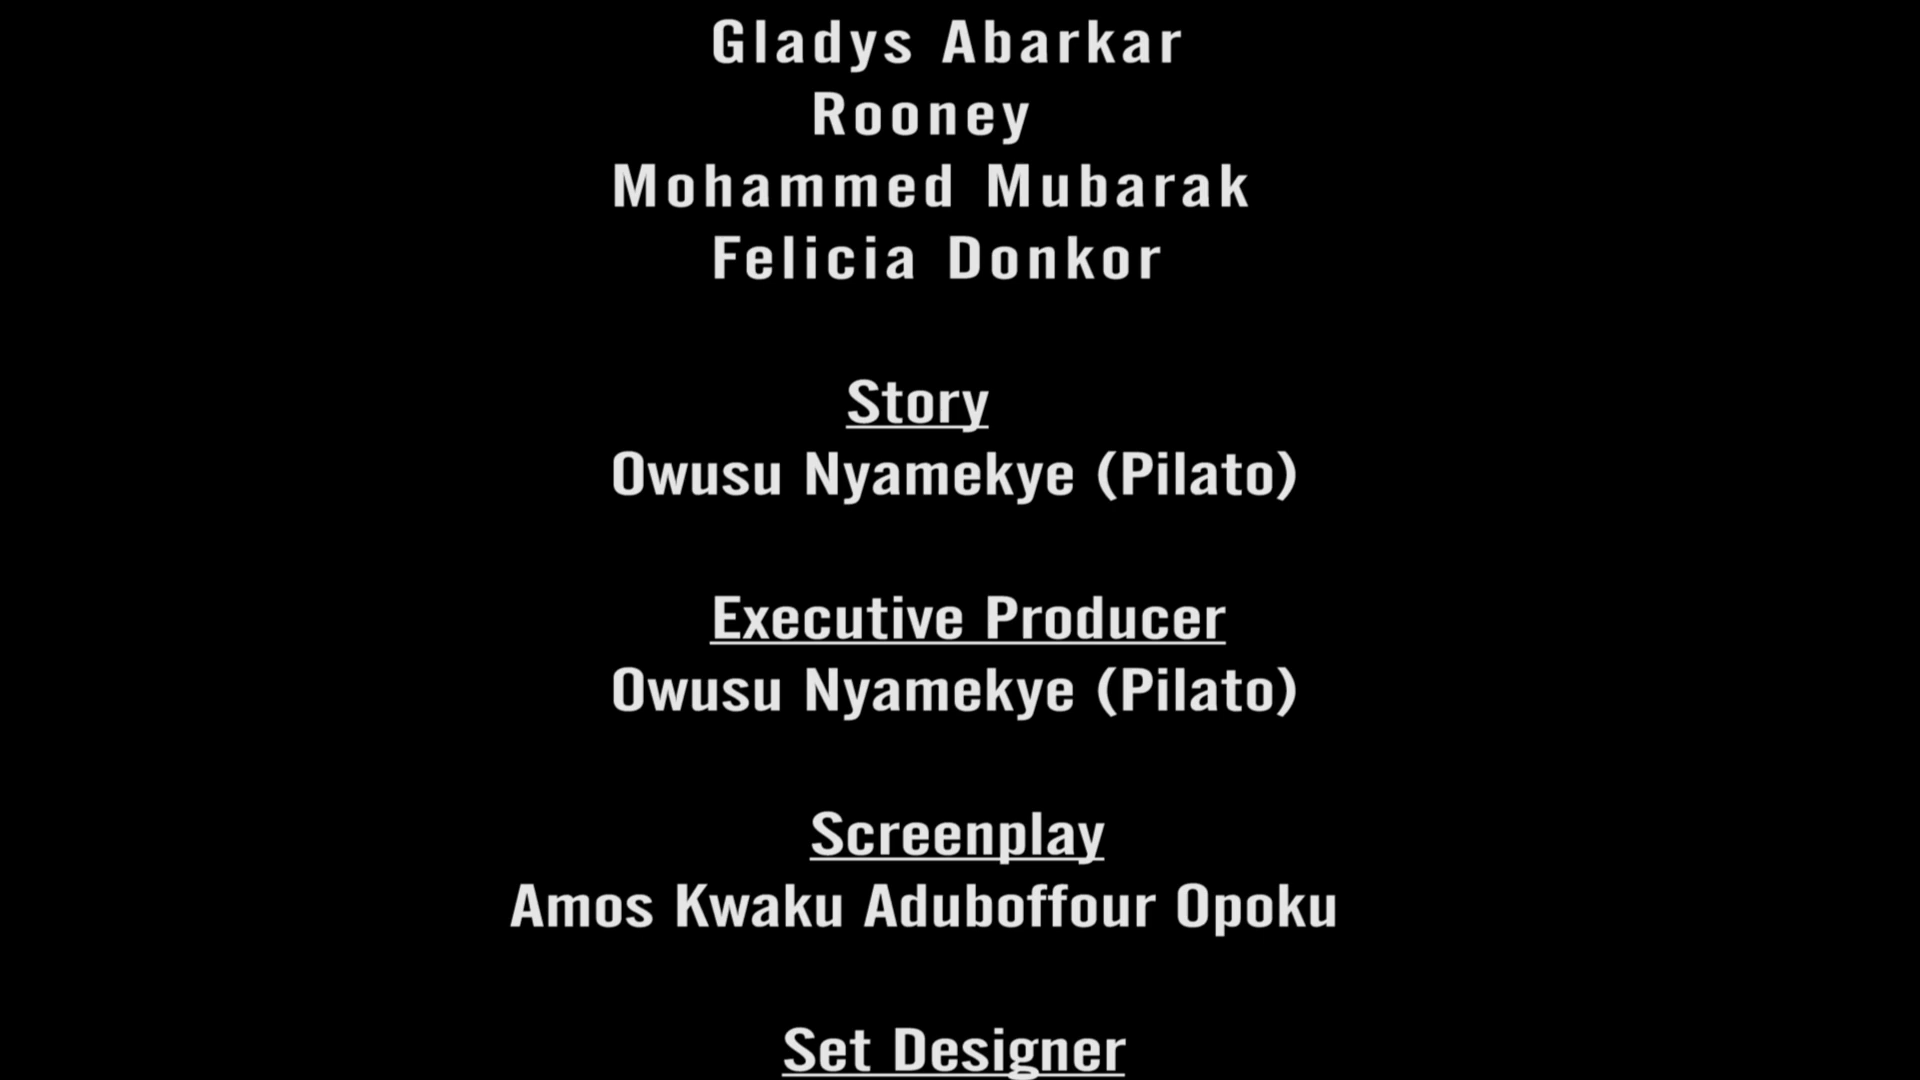 Gladys Abarkar
Rooney
Mohammed Mubarak
Felicia Donkor
Story
Owusu Nyamekye (Pilato)
Executive Producer
Owusu Nyamekye (Pilato)
Screenplay
Amos Kwaku Aduboffour Opoku
Set Designer